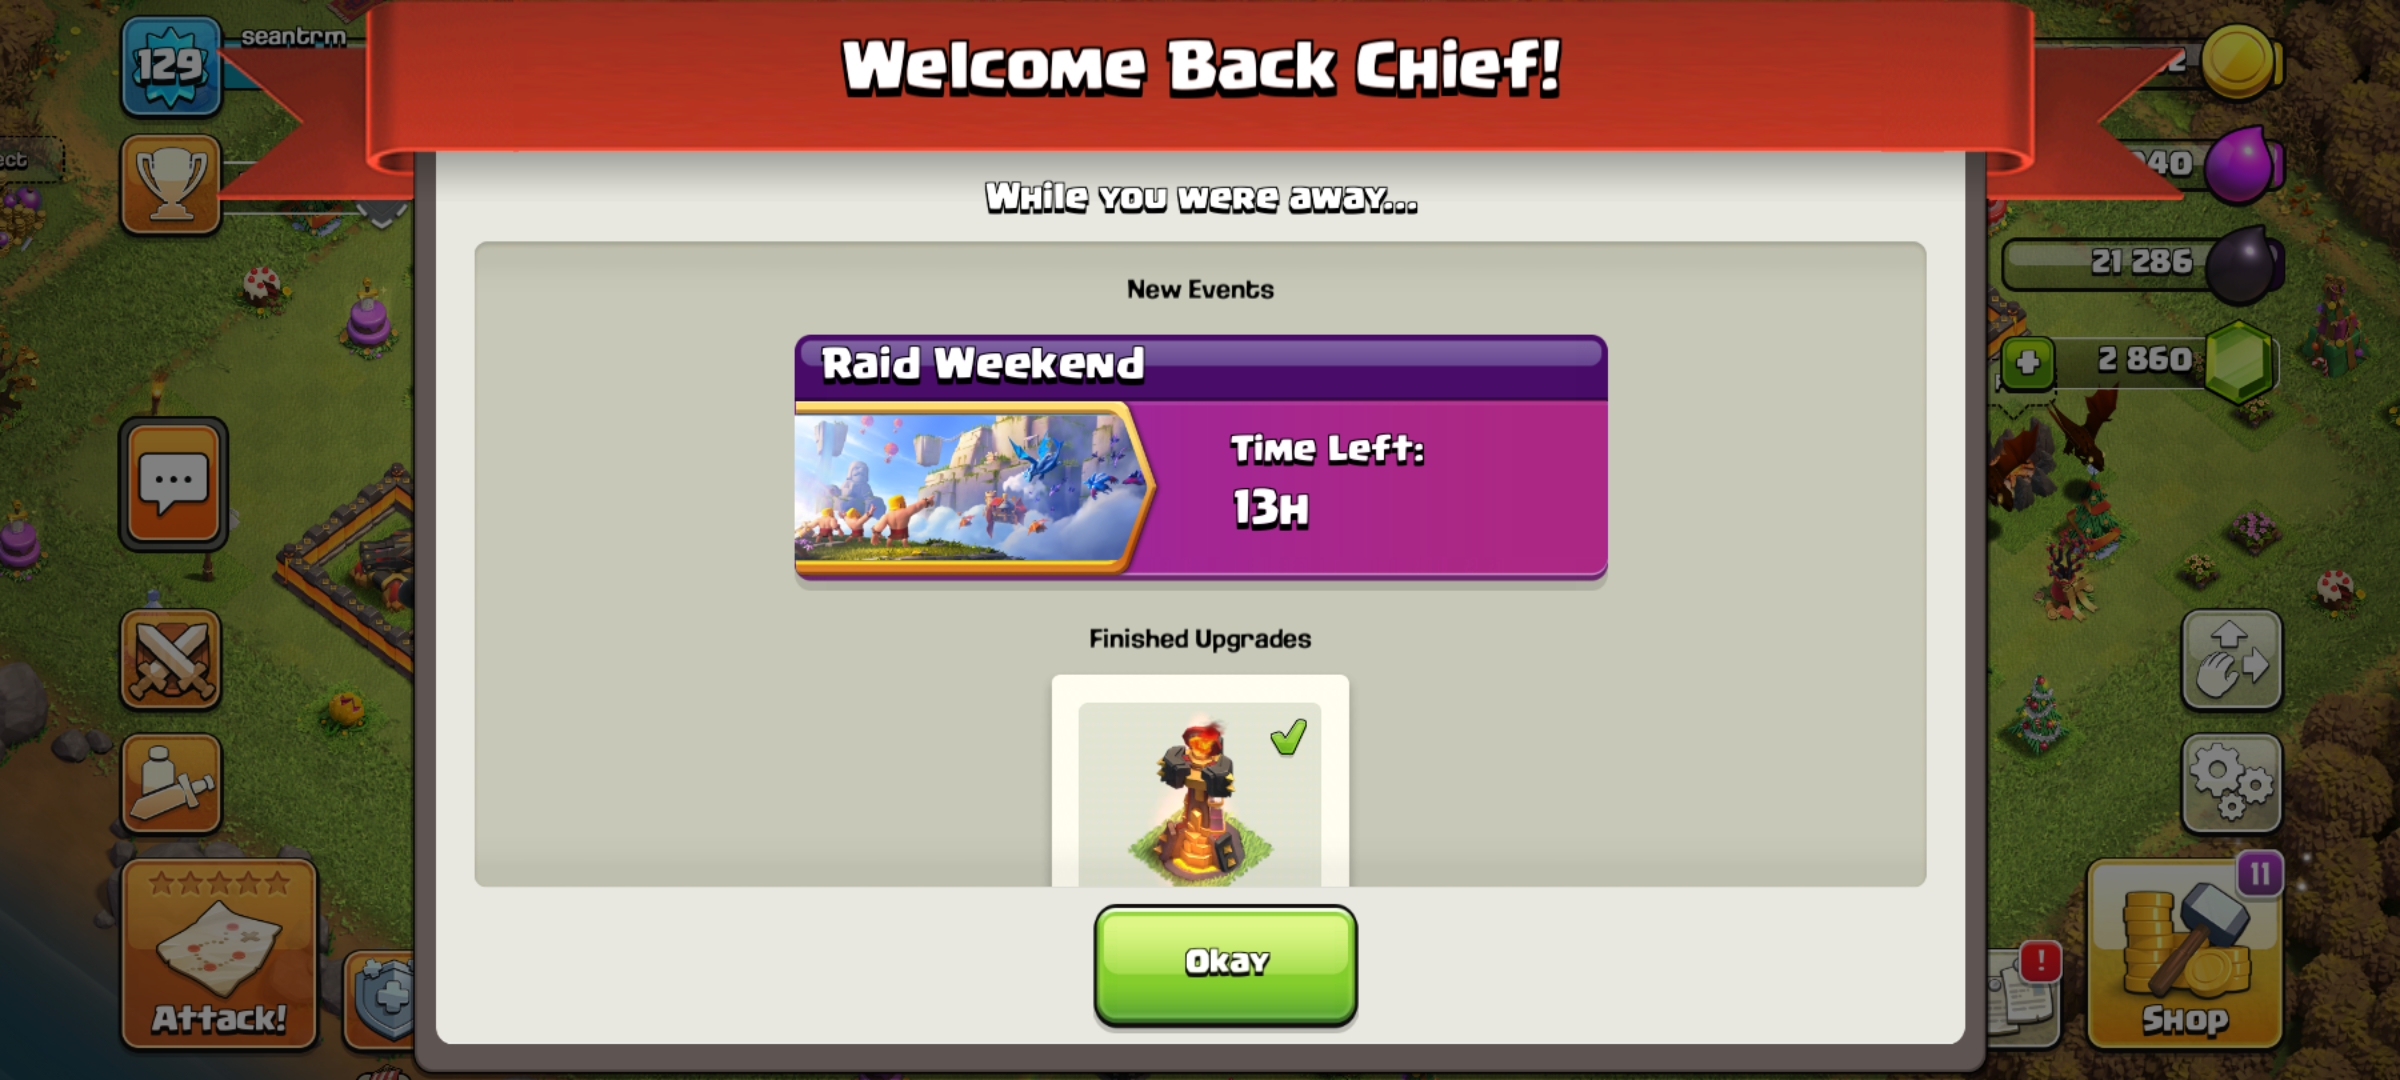 129
seantrm
Welcome Back Chief!
While you were away...
New Events
Raid Weekend
Time Left:
13H
Finished Upgrades
Okay
21 286
2 860
Attack!
11
!
Shop